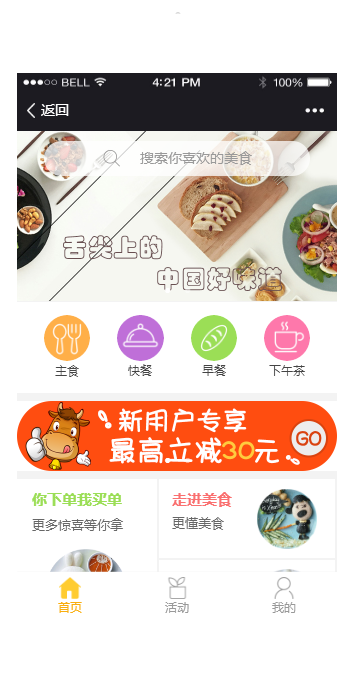 BELL 4:21 PM 100%
返回
搜索你喜欢的美食
舌尖上的
中国好味道
主食 快餐 早餐 下午茶
新用户专享
最高立减30元
GO
你下单我买单
更多惊喜等你拿
走进美食
更懂美食
首页 活动 我的